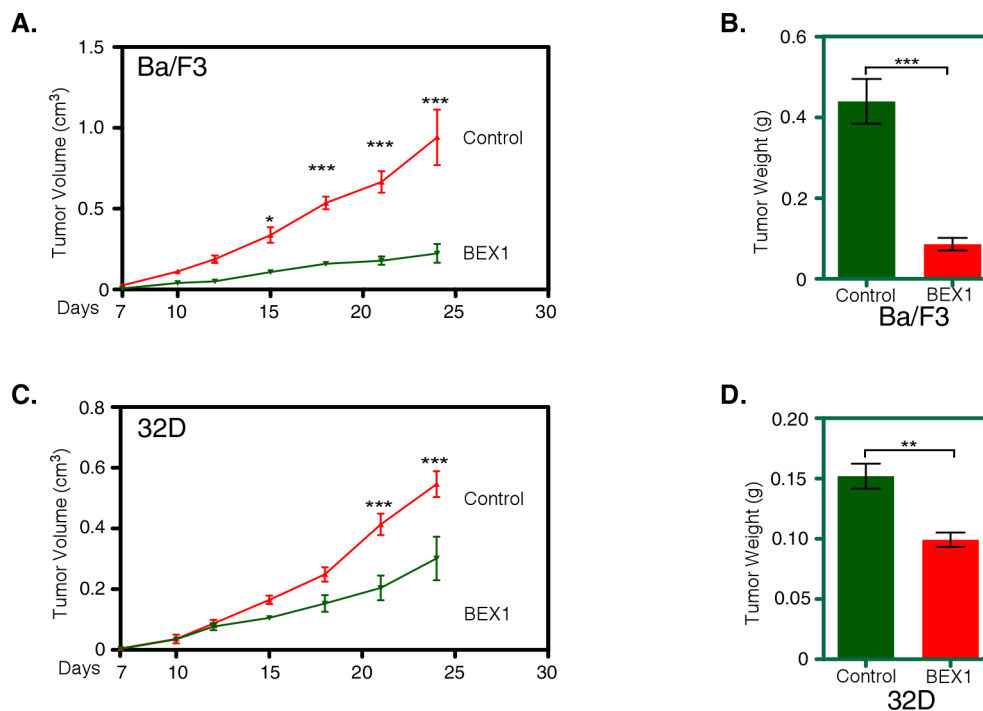 A.
Ba/F3
Tumor Volume (cm3)
1.5
1.0
0.5
0
***
***
***
*
Control
BEX1
Days 7 10 15 20 25 30
B.
Tumor Weight (g)
0.6
0.4
0.2
0
***
Control BEX1
Ba/F3
C.
32D
Tumor Volume (cm3)
0.8
0.6
0.4
0.2
0
***
***
Control
BEX1
Days 7 10 15 20 25 30
D.
Tumor Weight (g)
0.20
0.15
0.10
0.05
0
**
Control BEX1
32D